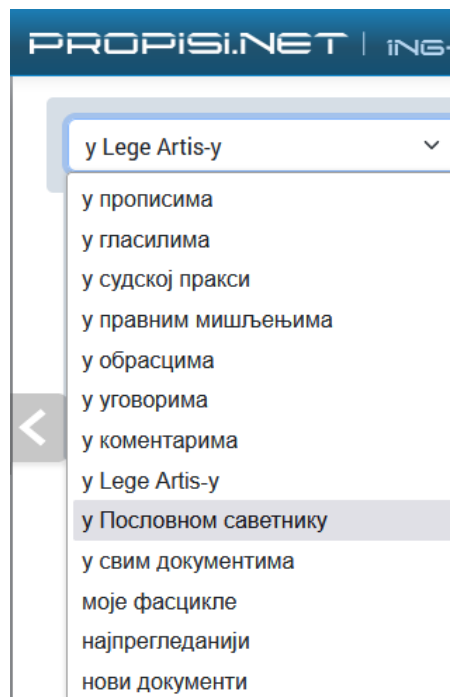 PROPiSi.NET | iNG-
у Lege Artis-у
у прописима
у гласилима
у судској пракси
у правним мишљењима
у обрасцима
у уговорима
у коментарима
у Lege Artis-у
у Пословном саветнику
у свим документима
моје фасцикле
најпрегледанији
нови документи